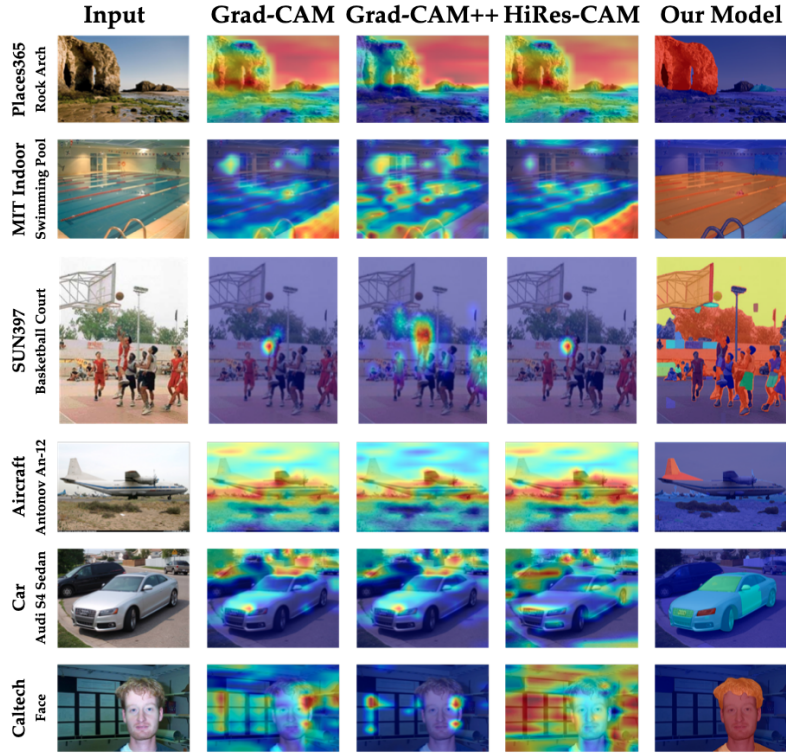 Input Grad-CAM Grad-CAM++ HiRes-CAM Our Model
Places365
Rock Arch
MIT Indoor
Swimming Pool
SUN397
Basketball Court
Aircraft
Antonov An-12
Car
Audi S4 Sedan
Caltech
Face